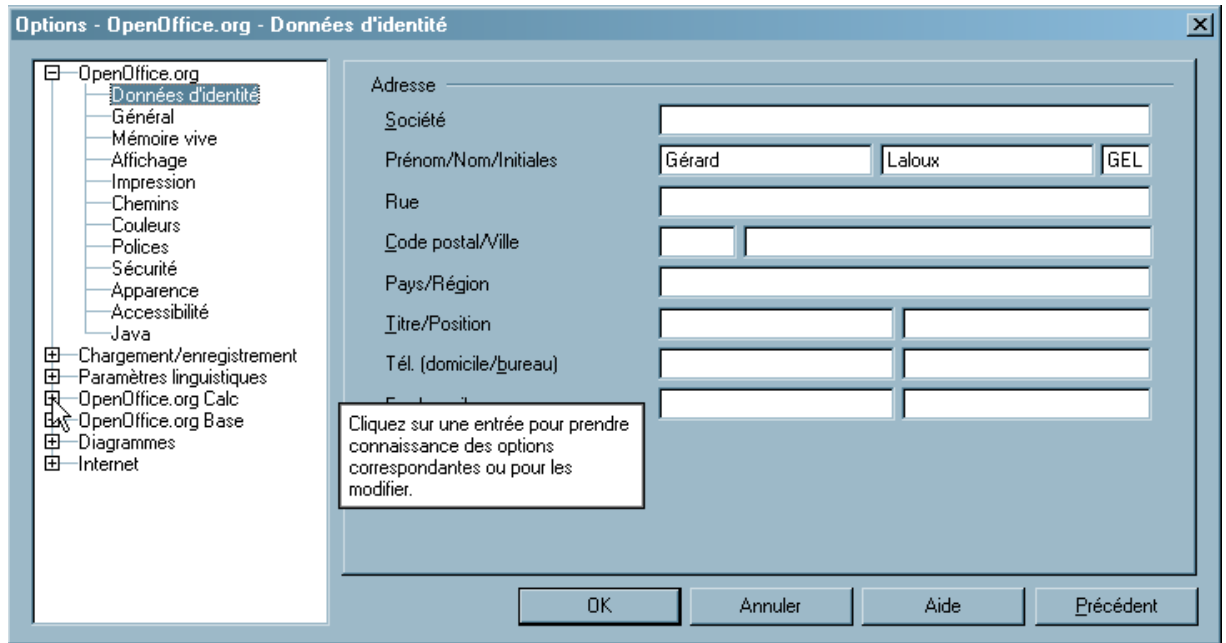 Options - OpenOffice.org - Données d'identité
OpenOffice.org
Données d'identité
Général
Mémoire vive
Affichage
Impression
Chemins
Couleurs
Polices
Sécurité
Apparence
Accessibilité
Java
Chargement/enregistrement
Paramètres linguistiques
OpenOffice.org Calc
OpenOffice.org Base
Diagrammes
Internet
Adresse
Société
Prénom/Nom/Initiales Gérard Laloux GEL
Rue
Code postal/Ville
Pays/Région
Titre/Position
Tél. (domicile/bureau)
Cliquez sur une entrée pour prendre
connaissance des options
correspondantes ou pour les
modifier.
OK Annuler Aide Précédent